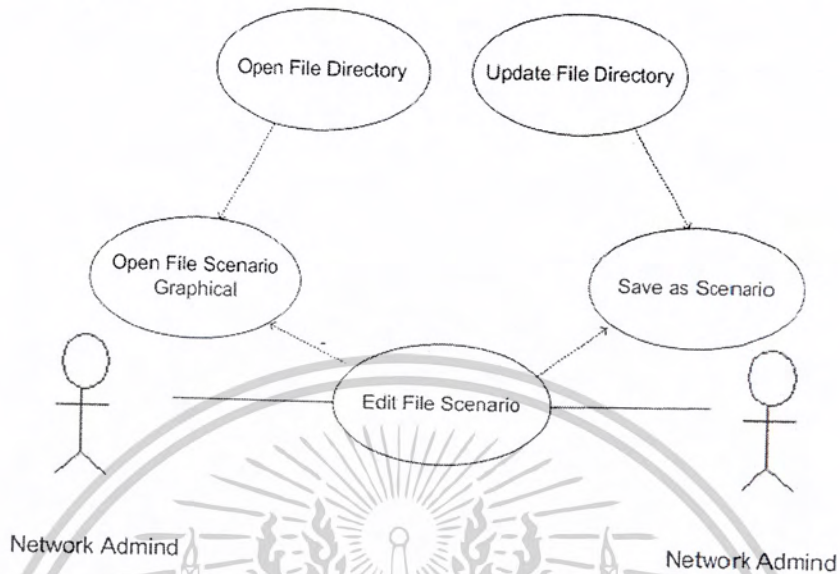 Open File Directory
Update File Directory
Open File Scenario
Graphical
Save as Scenario
Edit File Scenario
Network Admind
Network Admind